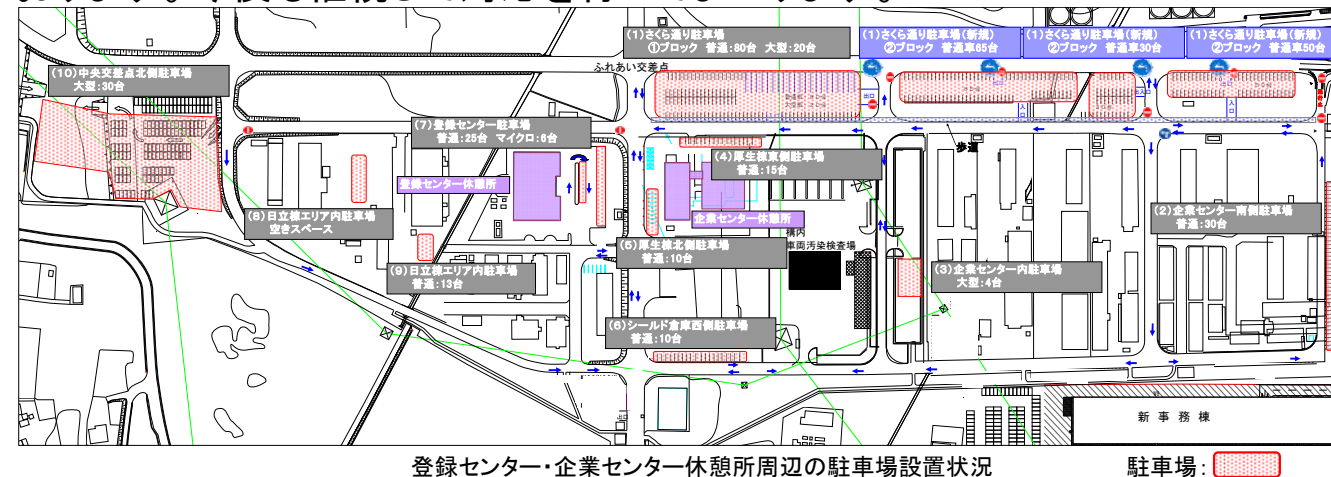 (1)さくら通り駐車場
①ブロック 普通:80台 大型:20台
(1)さくら通り駐車場(新規)
②ブロック 普通車65台
(1)さくら通り駐車場(新規)
②ブロック 普通車30台
(1)さくら通り駐車場(新規)
②ブロック 普通車50台
ふれあい交差点
(10)中央交差点北側駐車場
大型:30台
出口
入口
出入口
入口
(7)登録センター駐車場
普通:25台 マイクロ:6台
歩道
(4)厚生棟東側駐車場
普通:15台
登録センター休憩所
(8)日立棟エリア内駐車場
空きスペース
企業センター休憩所
(2)企業センター南側駐車場
普通:30台
構内
車両汚染検査場
(5)厚生棟北側駐車場
普通:10台
(9)日立棟エリア内駐車場
普通:13台
(3)企業センター内駐車場
大型:4台
(6)シールド倉庫西側駐車場
普通:10台
新事務棟
登録センター・企業センター休憩所周辺の駐車場設置状況
駐車場: